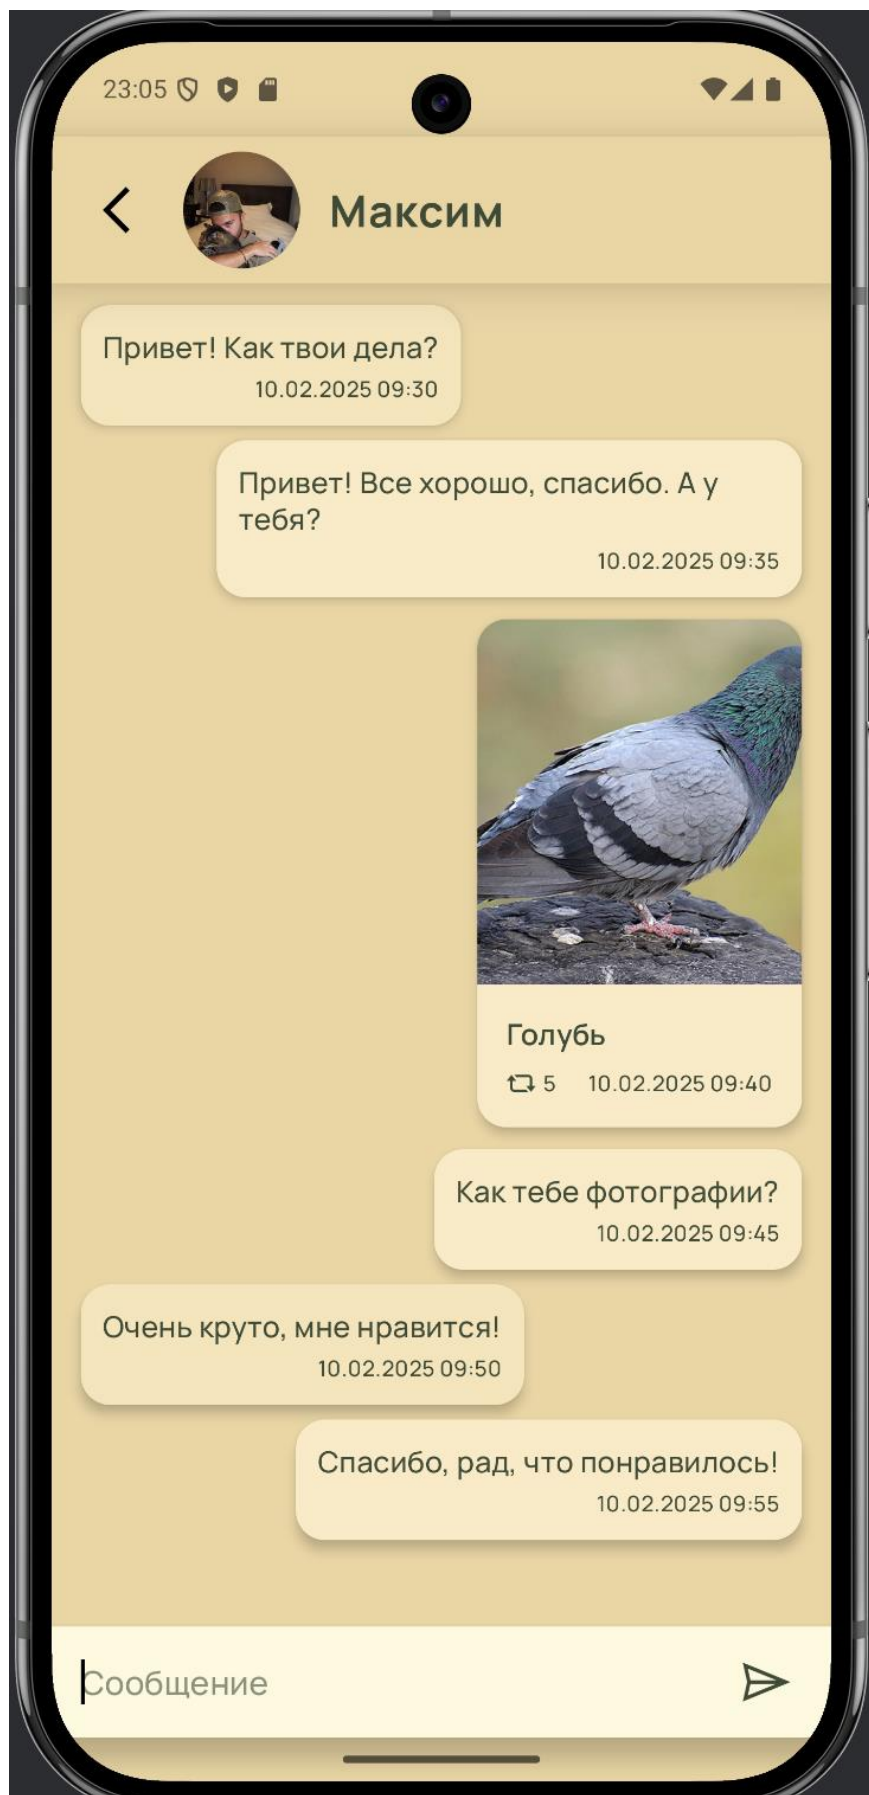 23:05
Максим
Привет! Как твои дела?
10.02.2025 09:30
Привет! Все хорошо, спасибо. А у
тебя?
10.02.2025 09:35
Голубь
5 10.02.2025 09:40
Как тебе фотографии?
10.02.2025 09:45
Очень круто, мне нравится!
10.02.2025 09:50
Спасибо, рад, что понравилось!
10.02.2025 09:55
Сообщение